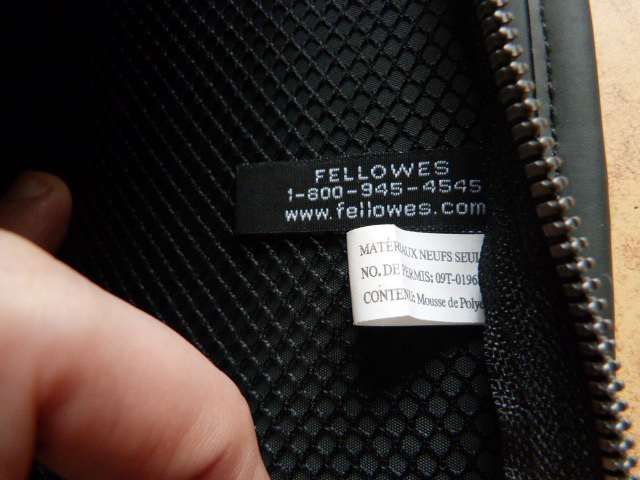 FELLOWES
1-800-945-4545
www.fellowes.com
MATÉRIAUX NEUFS SEUL
NO. DE PERMIS: 09T-0196
CONTENU: Mousse de Polye